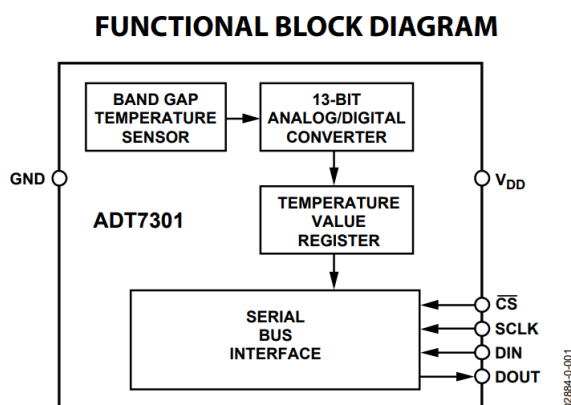 FUNCTIONAL BLOCK DIAGRAM
BAND GAP
TEMPERATURE
SENSOR
13-BIT
ANALOG/DIGITAL
CONVERTER
GND
VDD
ADT7301
TEMPERATURE
VALUE
REGISTER
SERIAL
BUS
INTERFACE
CS
SCLK
DIN
DOUT
02884-0-001